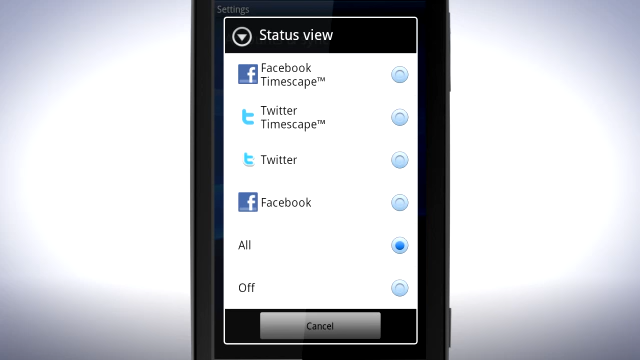 Settings
Status view
Facebook
Timescape™
Twitter
Timescape™
Twitter
Facebook
All
Off
Cancel